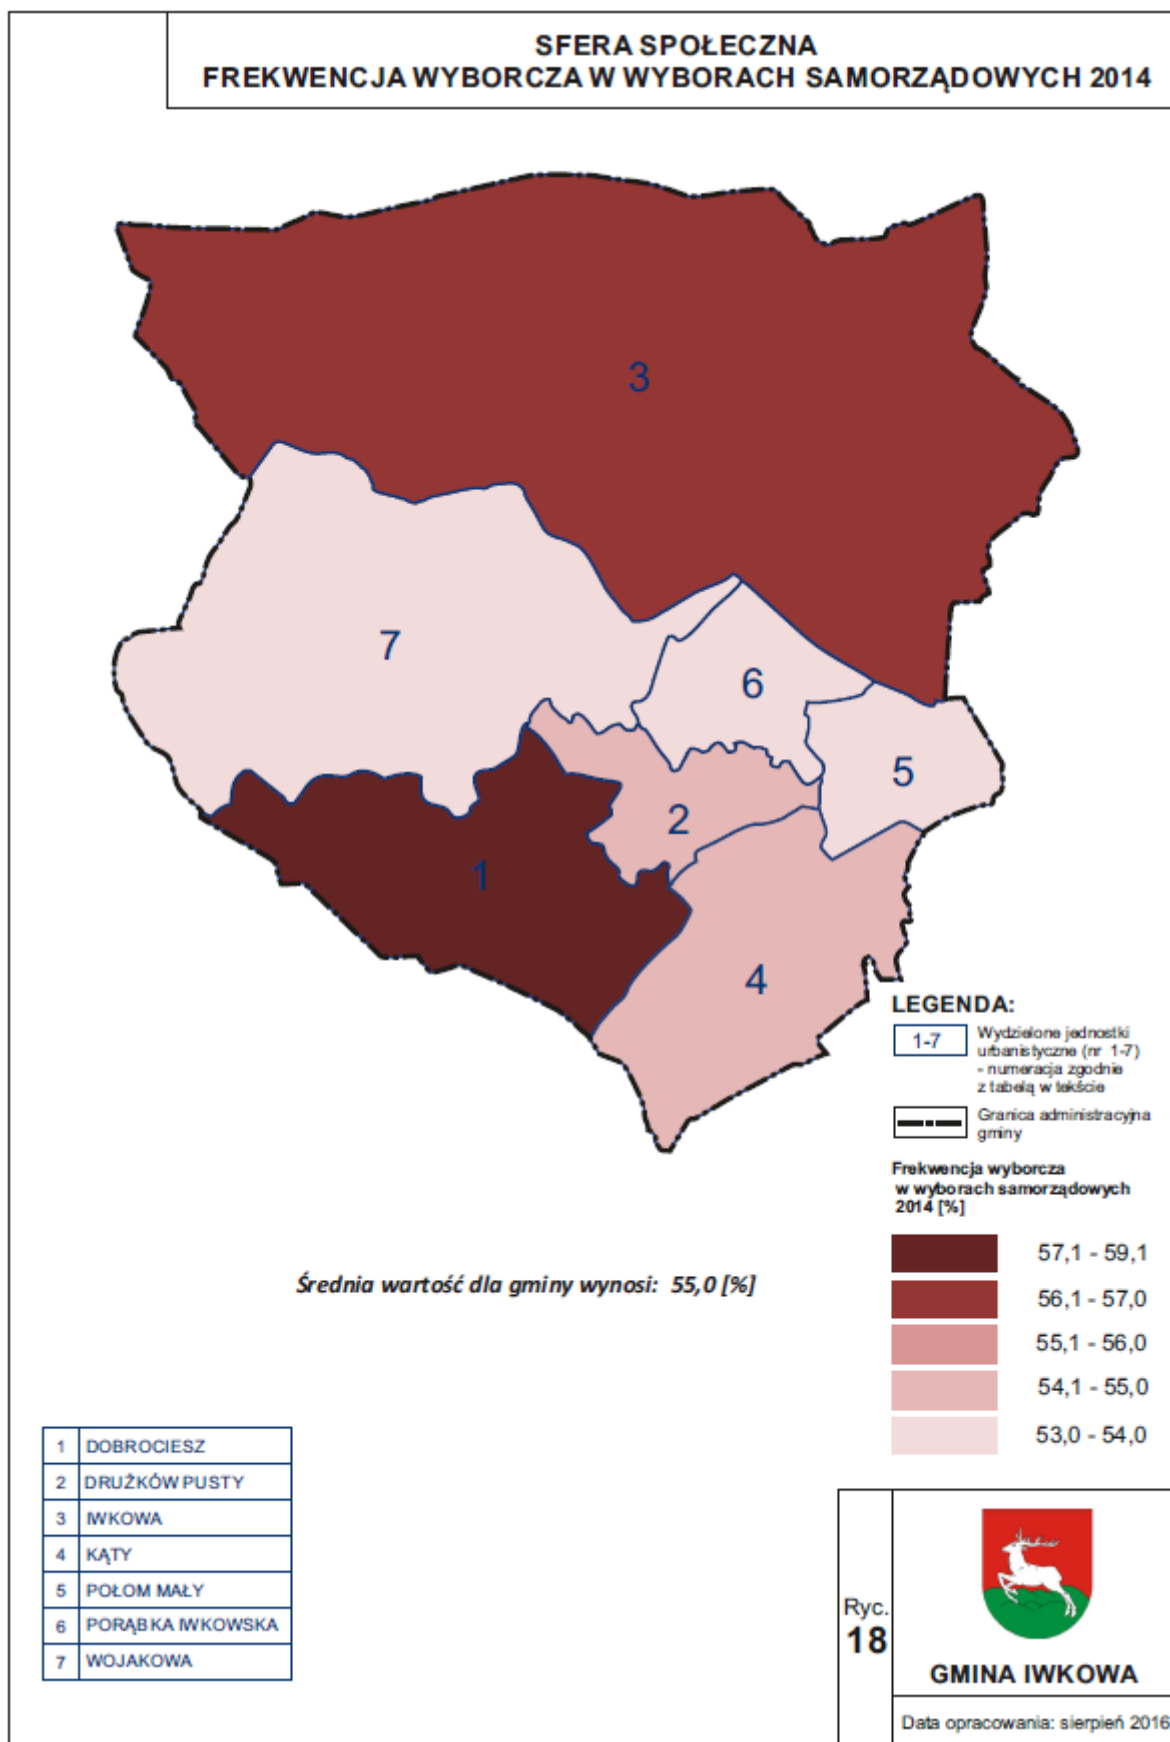 SFERA SPOŁECZNA
FREKWENCJA WYBORCZA W WYBORACH SAMORZĄDOWYCH 2014
3
7
6
5
2
1
4
LEGENDA:
1-7
Wydzielone jednostki
urbanistyczne (nr 1-7)
- numeracja zgodnie
z tabelą w tekście
Granica administracyjna
gminy
Frekwencja wyborcza
w wyborach samorządowych
2014 [%]
57,1 - 59,1
56,1 - 57,0
55,1 - 56,0
54,1 - 55,0
53,0 - 54,0
Średnia wartość dla gminy wynosi: 55,0 [%]
1 DOBROCIESZ
2 DRUŻKÓW PUSTY
3 IWKOWA
4 KĄTY
5 POŁOM MAŁY
6 PORĄBKA IWKOWSKA
7 WOJAKOWA
Ryc.
18
GMINA IWKOWA
Data opracowania: sierpień 2016